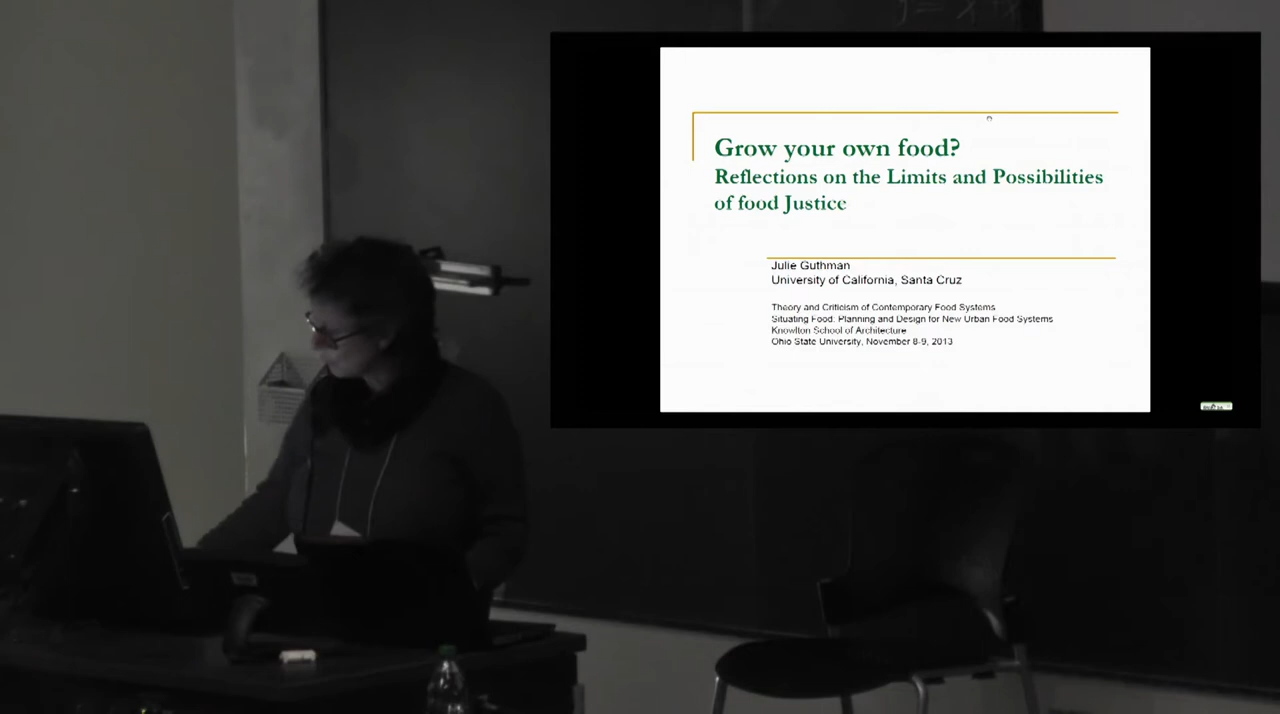 Grow your own food?
Reflections on the Limits and Possibilities
of food Justice
Julie Guthman
University of California, Santa Cruz
Theory and Criticism of Contemporary Food Systems
Situating Food: Planning and Design for New Urban Food Systems
Knowlton School of Architecture
Ohio State University, November 8-9, 2013